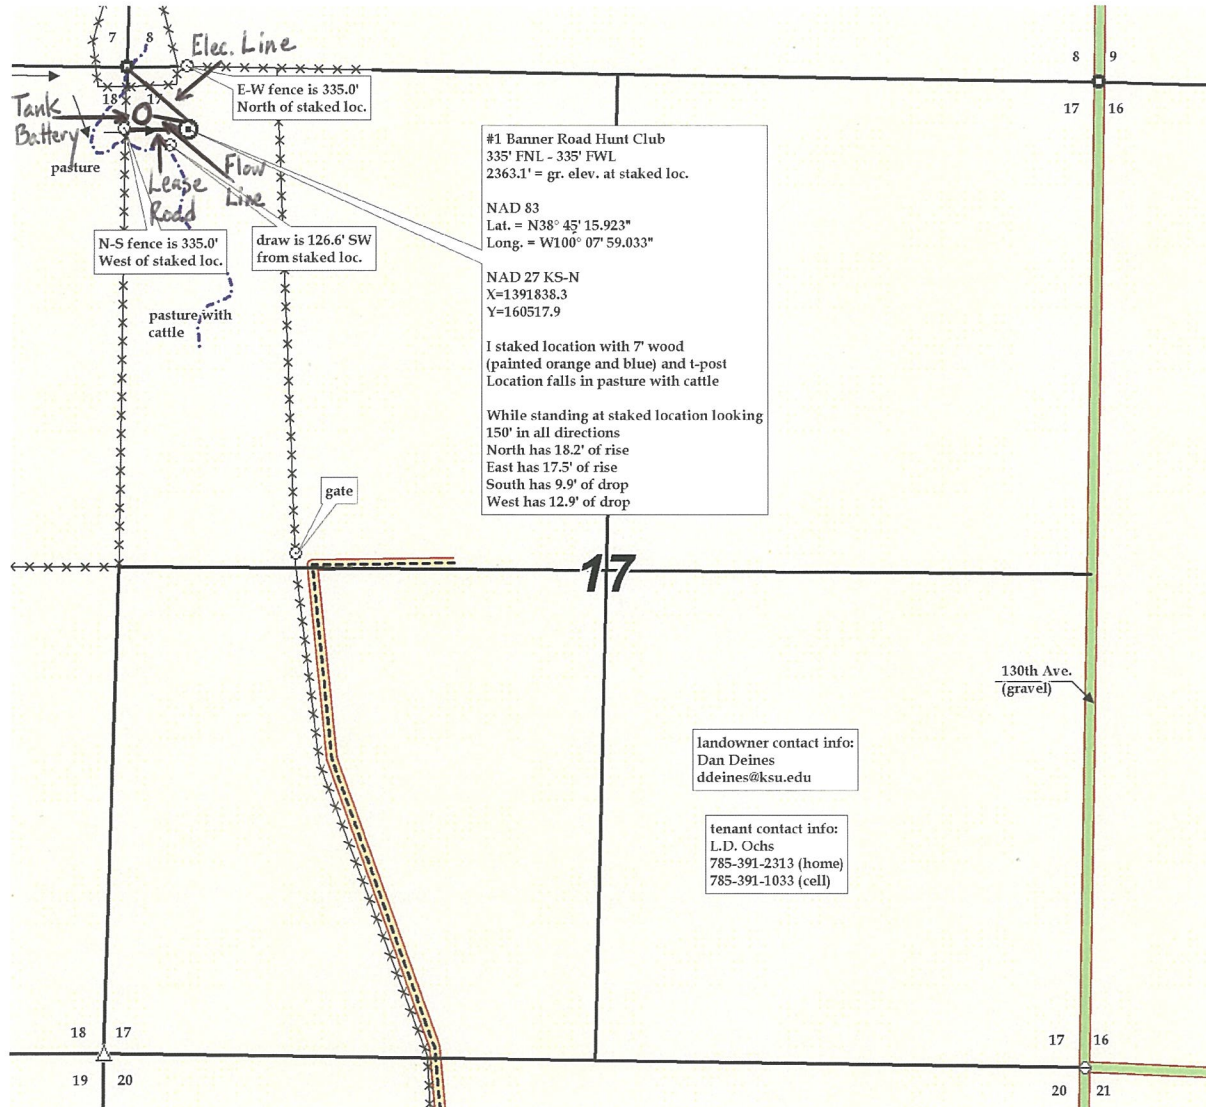 7 8
Elec. Line
8 9
E-W fence is 335.0'
North of staked loc.
18 17
17 16
Tank
Battery
pasture
Flow
Line
Lease
Road
#1 Banner Road Hunt Club
335' FNL - 335' FWL
2363.1' = gr. elev. at staked loc.
NAD 83
Lat. = N38° 45' 15.923"
Long. = W100° 07' 59.033"
NAD 27 KS-N
X=1391838.3
Y=160517.9
I staked location with 7' wood
(painted orange and blue) and t-post
Location falls in pasture with cattle
While standing at staked location looking
150' in all directions
North has 18.2' of rise
East has 17.5' of rise
South has 9.9' of drop
West has 12.9' of drop
N-S fence is 335.0'
West of staked loc.
draw is 126.6' SW
from staked loc.
pasture with
cattle
gate
17
130th Ave.
(gravel)
landowner contact info:
Dan Deines
ddeines@ksu.edu
tenant contact info:
L.D. Ochs
785-391-2313 (home)
785-391-1033 (cell)
18 17
17 16
19 20
20 21